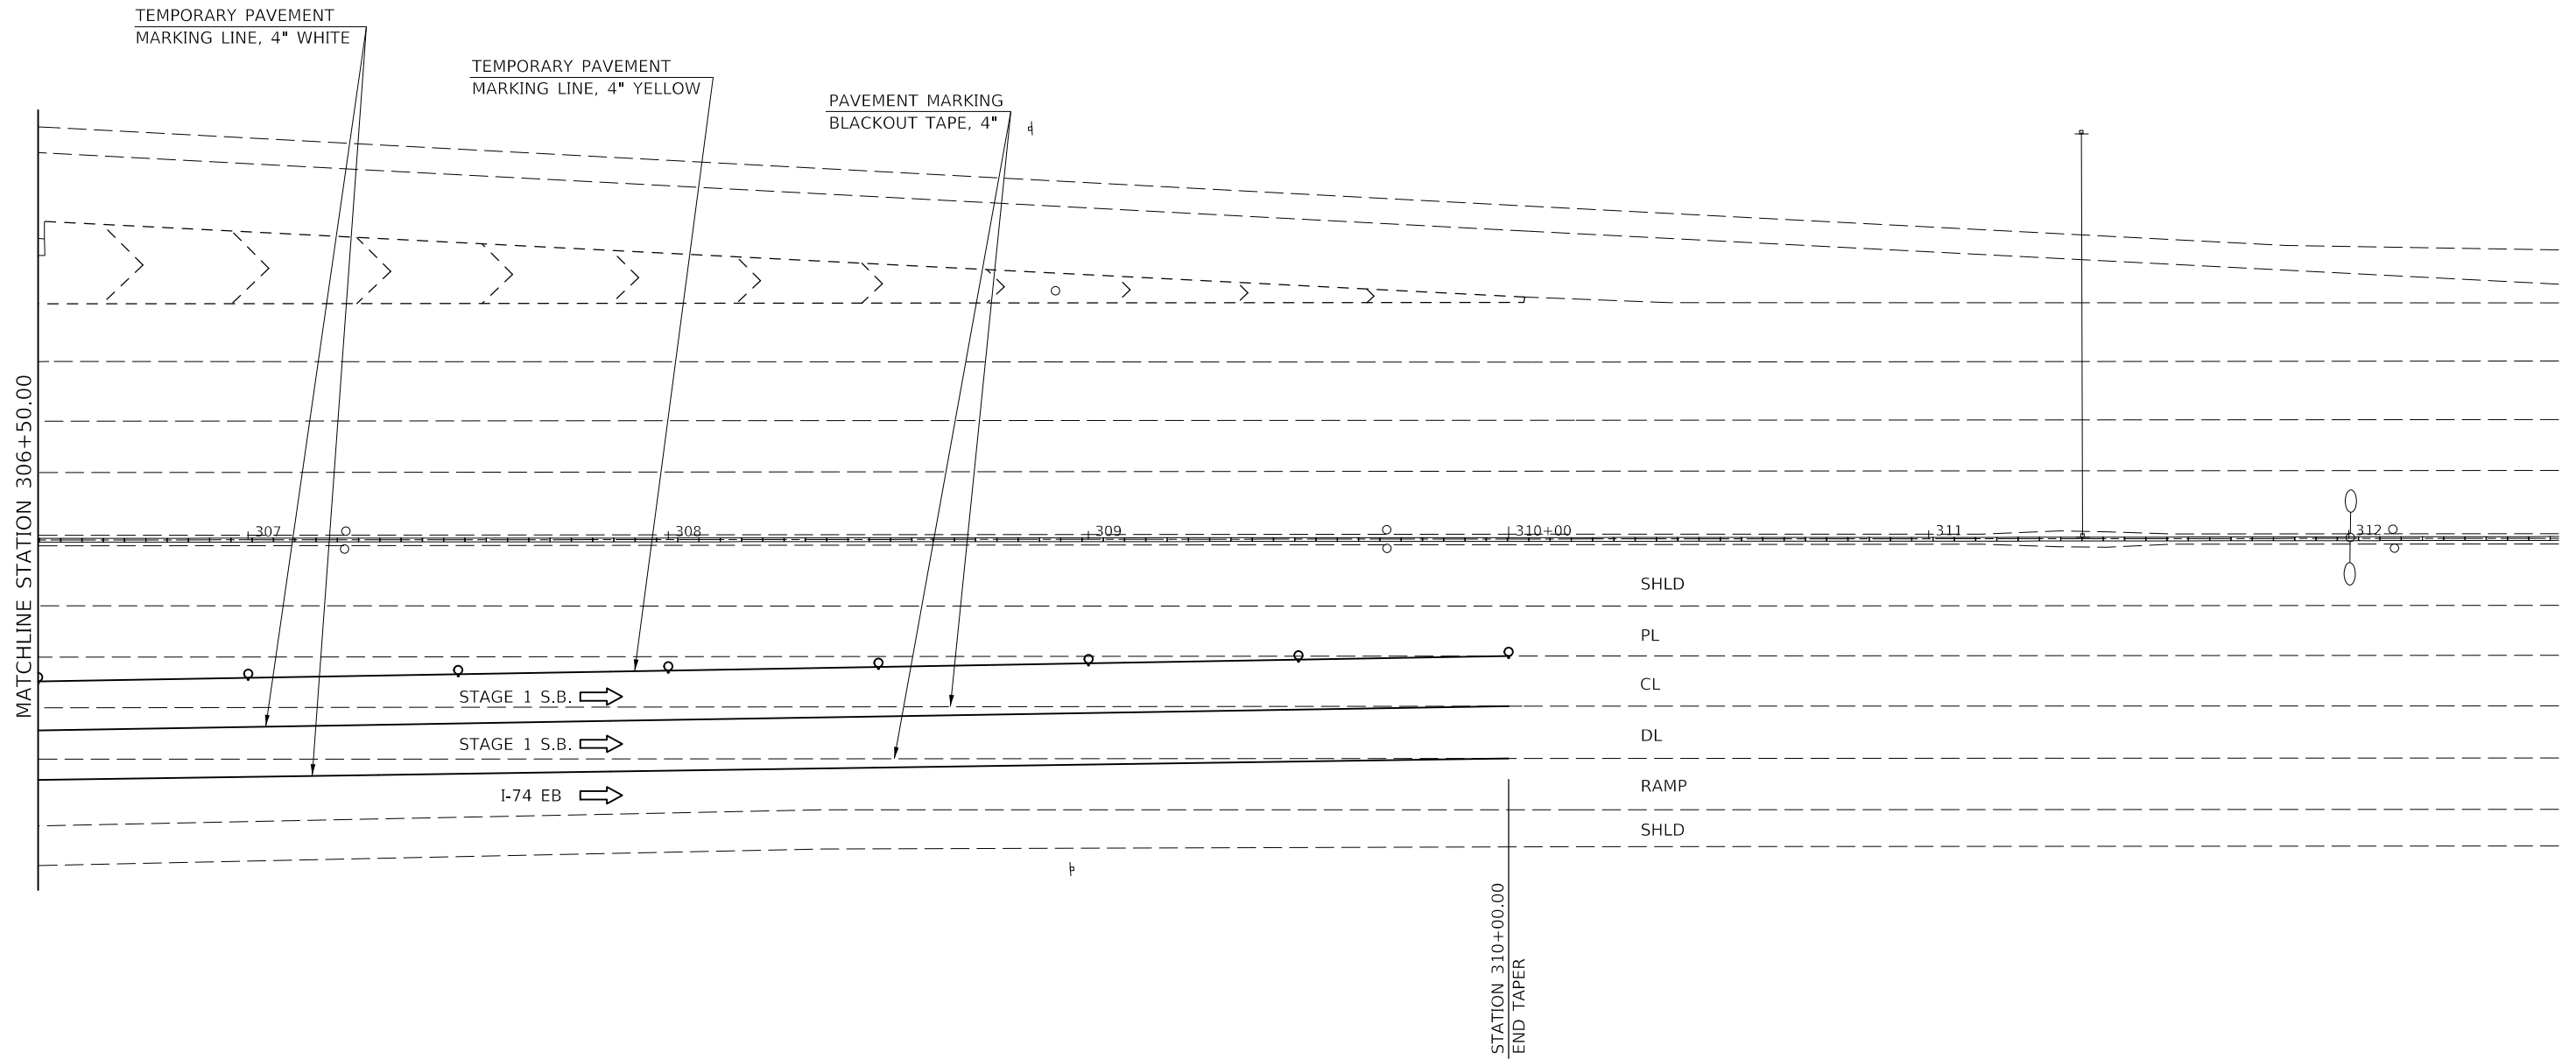 TEMPORARY PAVEMENT
MARKING LINE, 4" WHITE
TEMPORARY PAVEMENT
MARKING LINE, 4" YELLOW
PAVEMENT MARKING
BLACKOUT TAPE, 4"
MATCHLINE STATION 306+50.00
307
308
309
310+00
311
312
SHLD
PL
CL
DL
RAMP
SHLD
STAGE 1 S.B.
STAGE 1 S.B.
I-74 EB
STATION 310+00.00
END TAPER